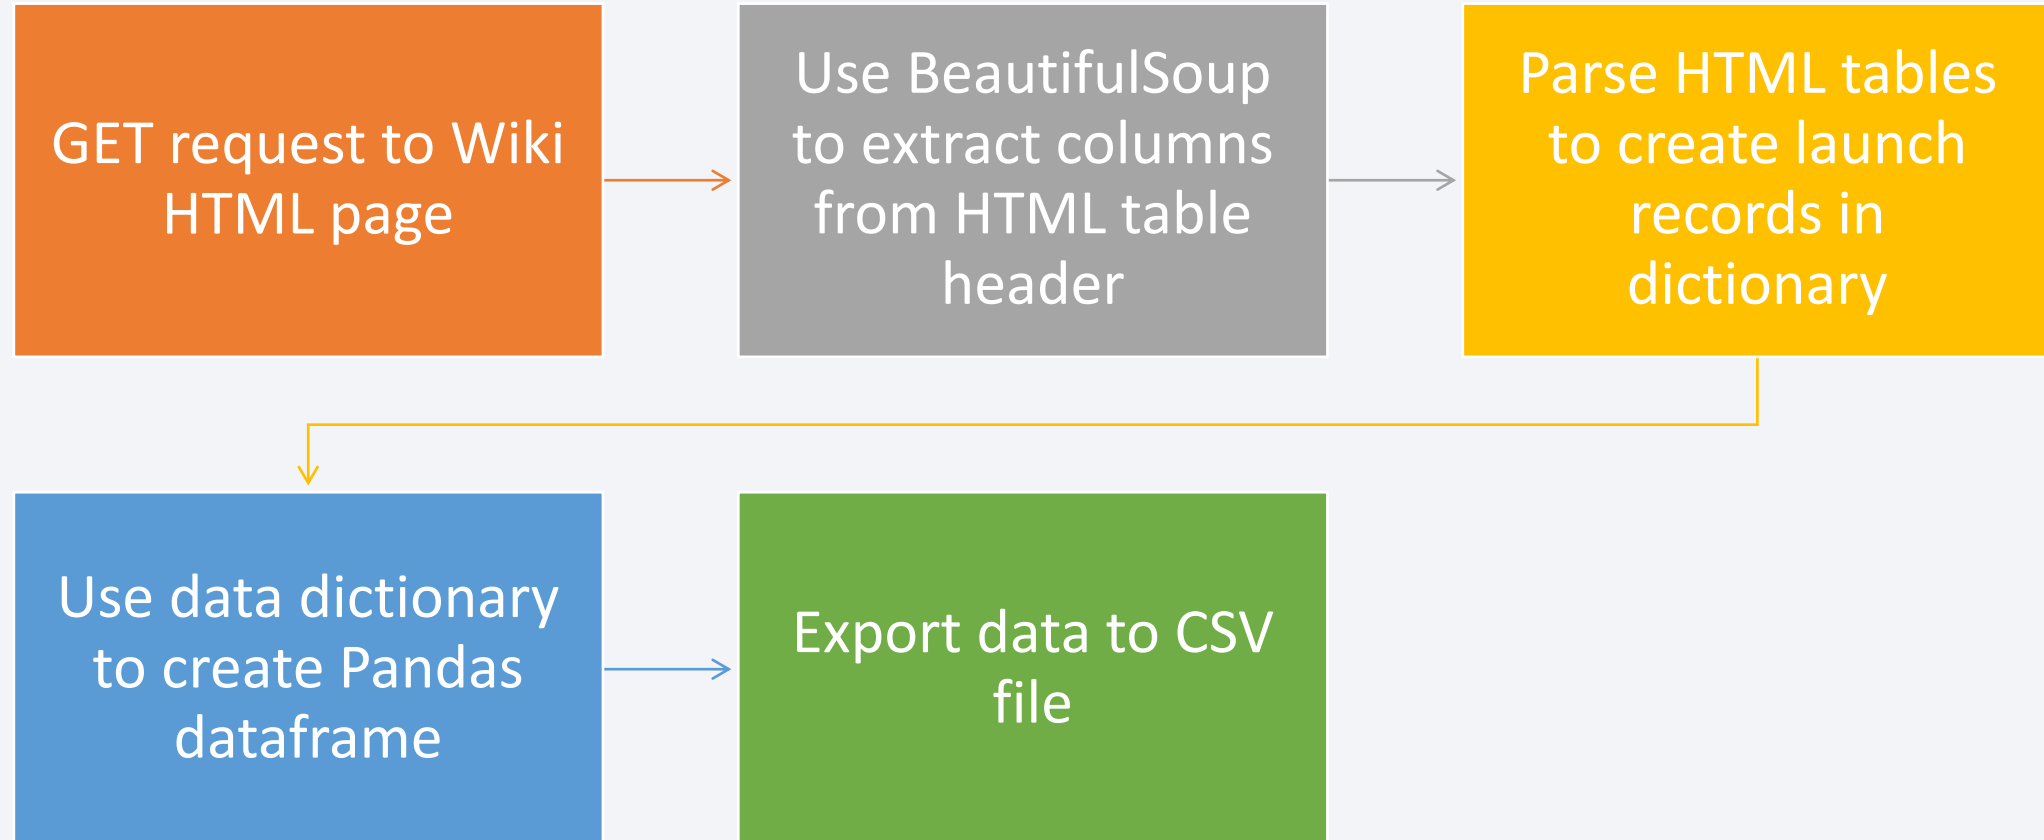 GET request to Wiki
HTML page
Use BeautifulSoup
to extract columns
from HTML table
header
Parse HTML tables
to create launch
records in
dictionary
Use data dictionary
to create Pandas
dataframe
Export data to CSV
file